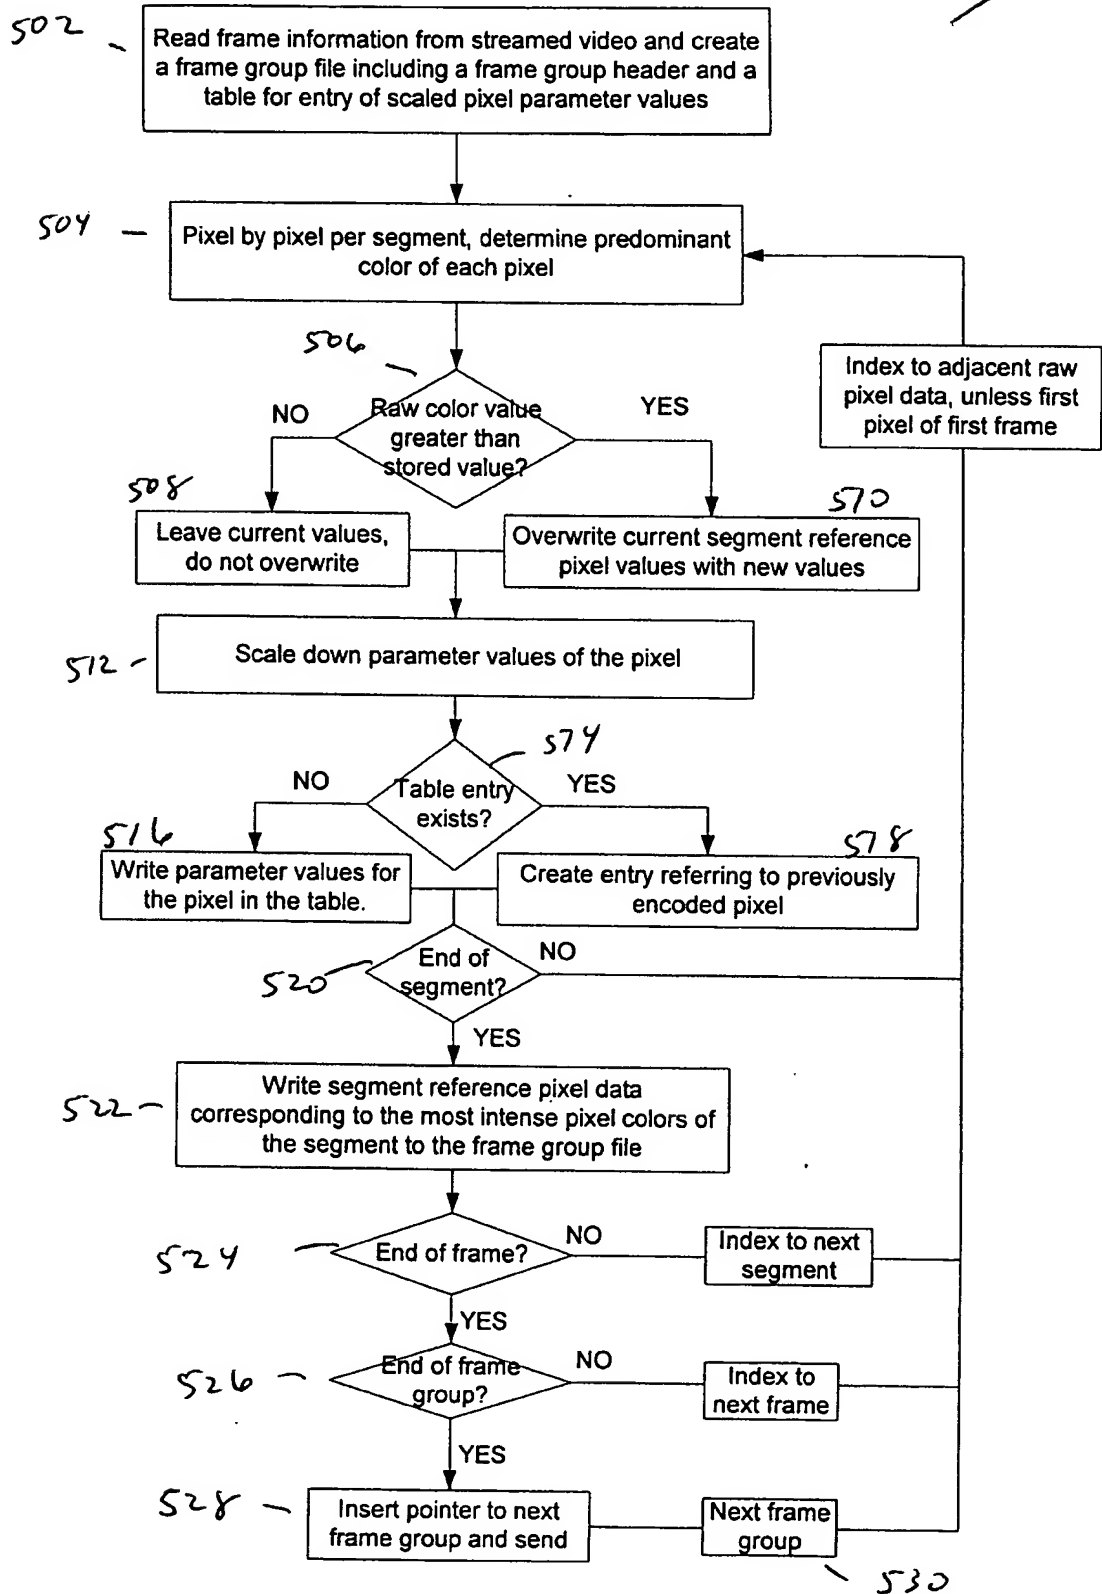 502
Read frame information from streamed video and create
a frame group file including a frame group header and a
table for entry of scaled pixel parameter values
504
Pixel by pixel per segment, determine predominant
color of each pixel
506
Raw color value
greater than
stored value?
NO
YES
Index to adjacent raw
pixel data, unless first
pixel of first frame
508
Leave current values,
do not overwrite
510
Overwrite current segment reference
pixel values with new values
512
Scale down parameter values of the pixel
514
Table entry
exists?
NO
YES
516
Write parameter values for
the pixel in the table.
518
Create entry referring to previously
encoded pixel
520
End of
segment?
NO
YES
522
Write segment reference pixel data
corresponding to the most intense pixel colors of
the segment to the frame group file
524
End of frame?
NO
Index to next
segment
YES
526
End of frame
group?
NO
Index to
next frame
YES
528
Insert pointer to next
frame group and send
Next frame
group
530